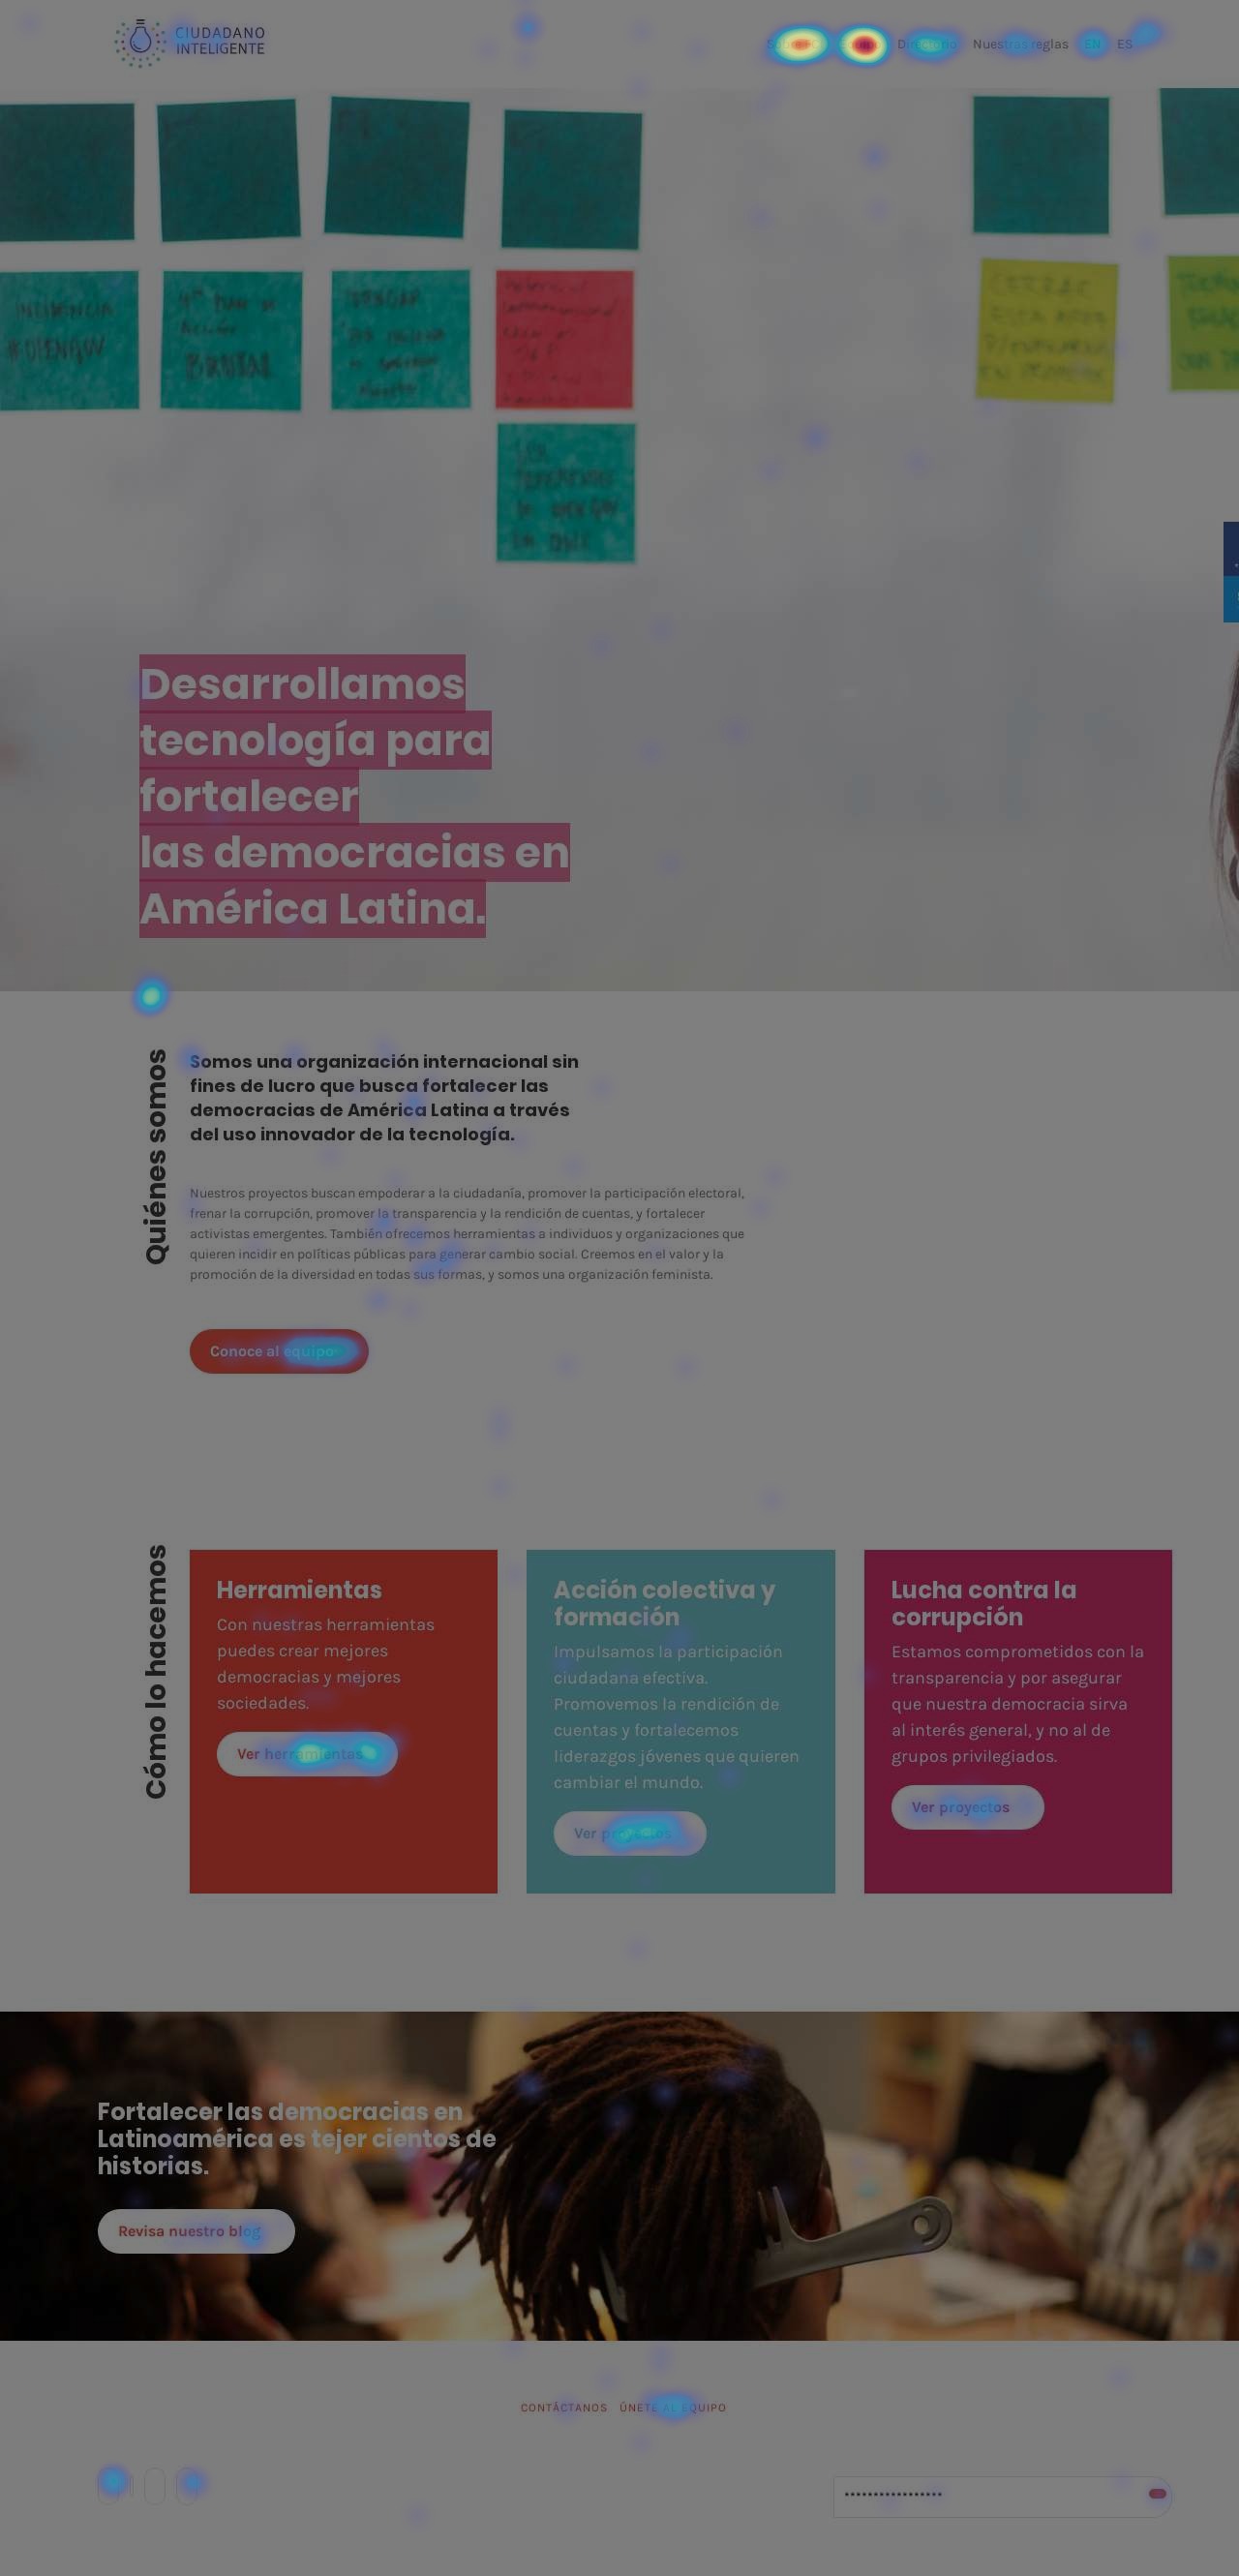 CIUDADANO
INTELIGENTE
Directorio Nuestras reglas EN ES
INCIDENCIA
#OPENGOV
Desarrollamos
tecnología para
fortalecer
las democracias en
América Latina.
Quiénes somos
Somos una organización internacional sin
fines de lucro que busca fortalecer las
democracias de América Latina a través
del uso innovador de la tecnología.
Nuestros proyectos buscan empoderar a la ciudadanía, promover la participación electoral,
frenar la corrupción, promover la transparencia y la rendición de cuentas, y fortalecer
activistas emergentes. También ofrecemos herramientas a individuos y organizaciones que
quieren incidir en políticas públicas para generar cambio social. Creemos en el valor y la
promoción de la diversidad en todas sus formas, y somos una organización feminista.
Conoce al equipo
Cómo lo hacemos
Herramientas
Con nuestras herramientas
puedes crear mejores
democracias y mejores
sociedades.
Ver herramientas
Acción colectiva y
formación
Impulsamos la participación
ciudadana efectiva.
Promovemos la rendición de
cuentas y fortalecemos
liderazgos jóvenes que quieren
cambiar el mundo.
Ver proyectos
Lucha contra la
corrupción
Estamos comprometidos con la
transparencia y por asegurar
que nuestra democracia sirva
al interés general, y no al de
grupos privilegiados.
Ver proyectos
Fortalecer las democracias en
Latinoamérica es tejer cientos de
historias.
Revisa nuestro blog
CONTÁCTANOS ÚNETE AL EQUIPO
•••••••••••••••••